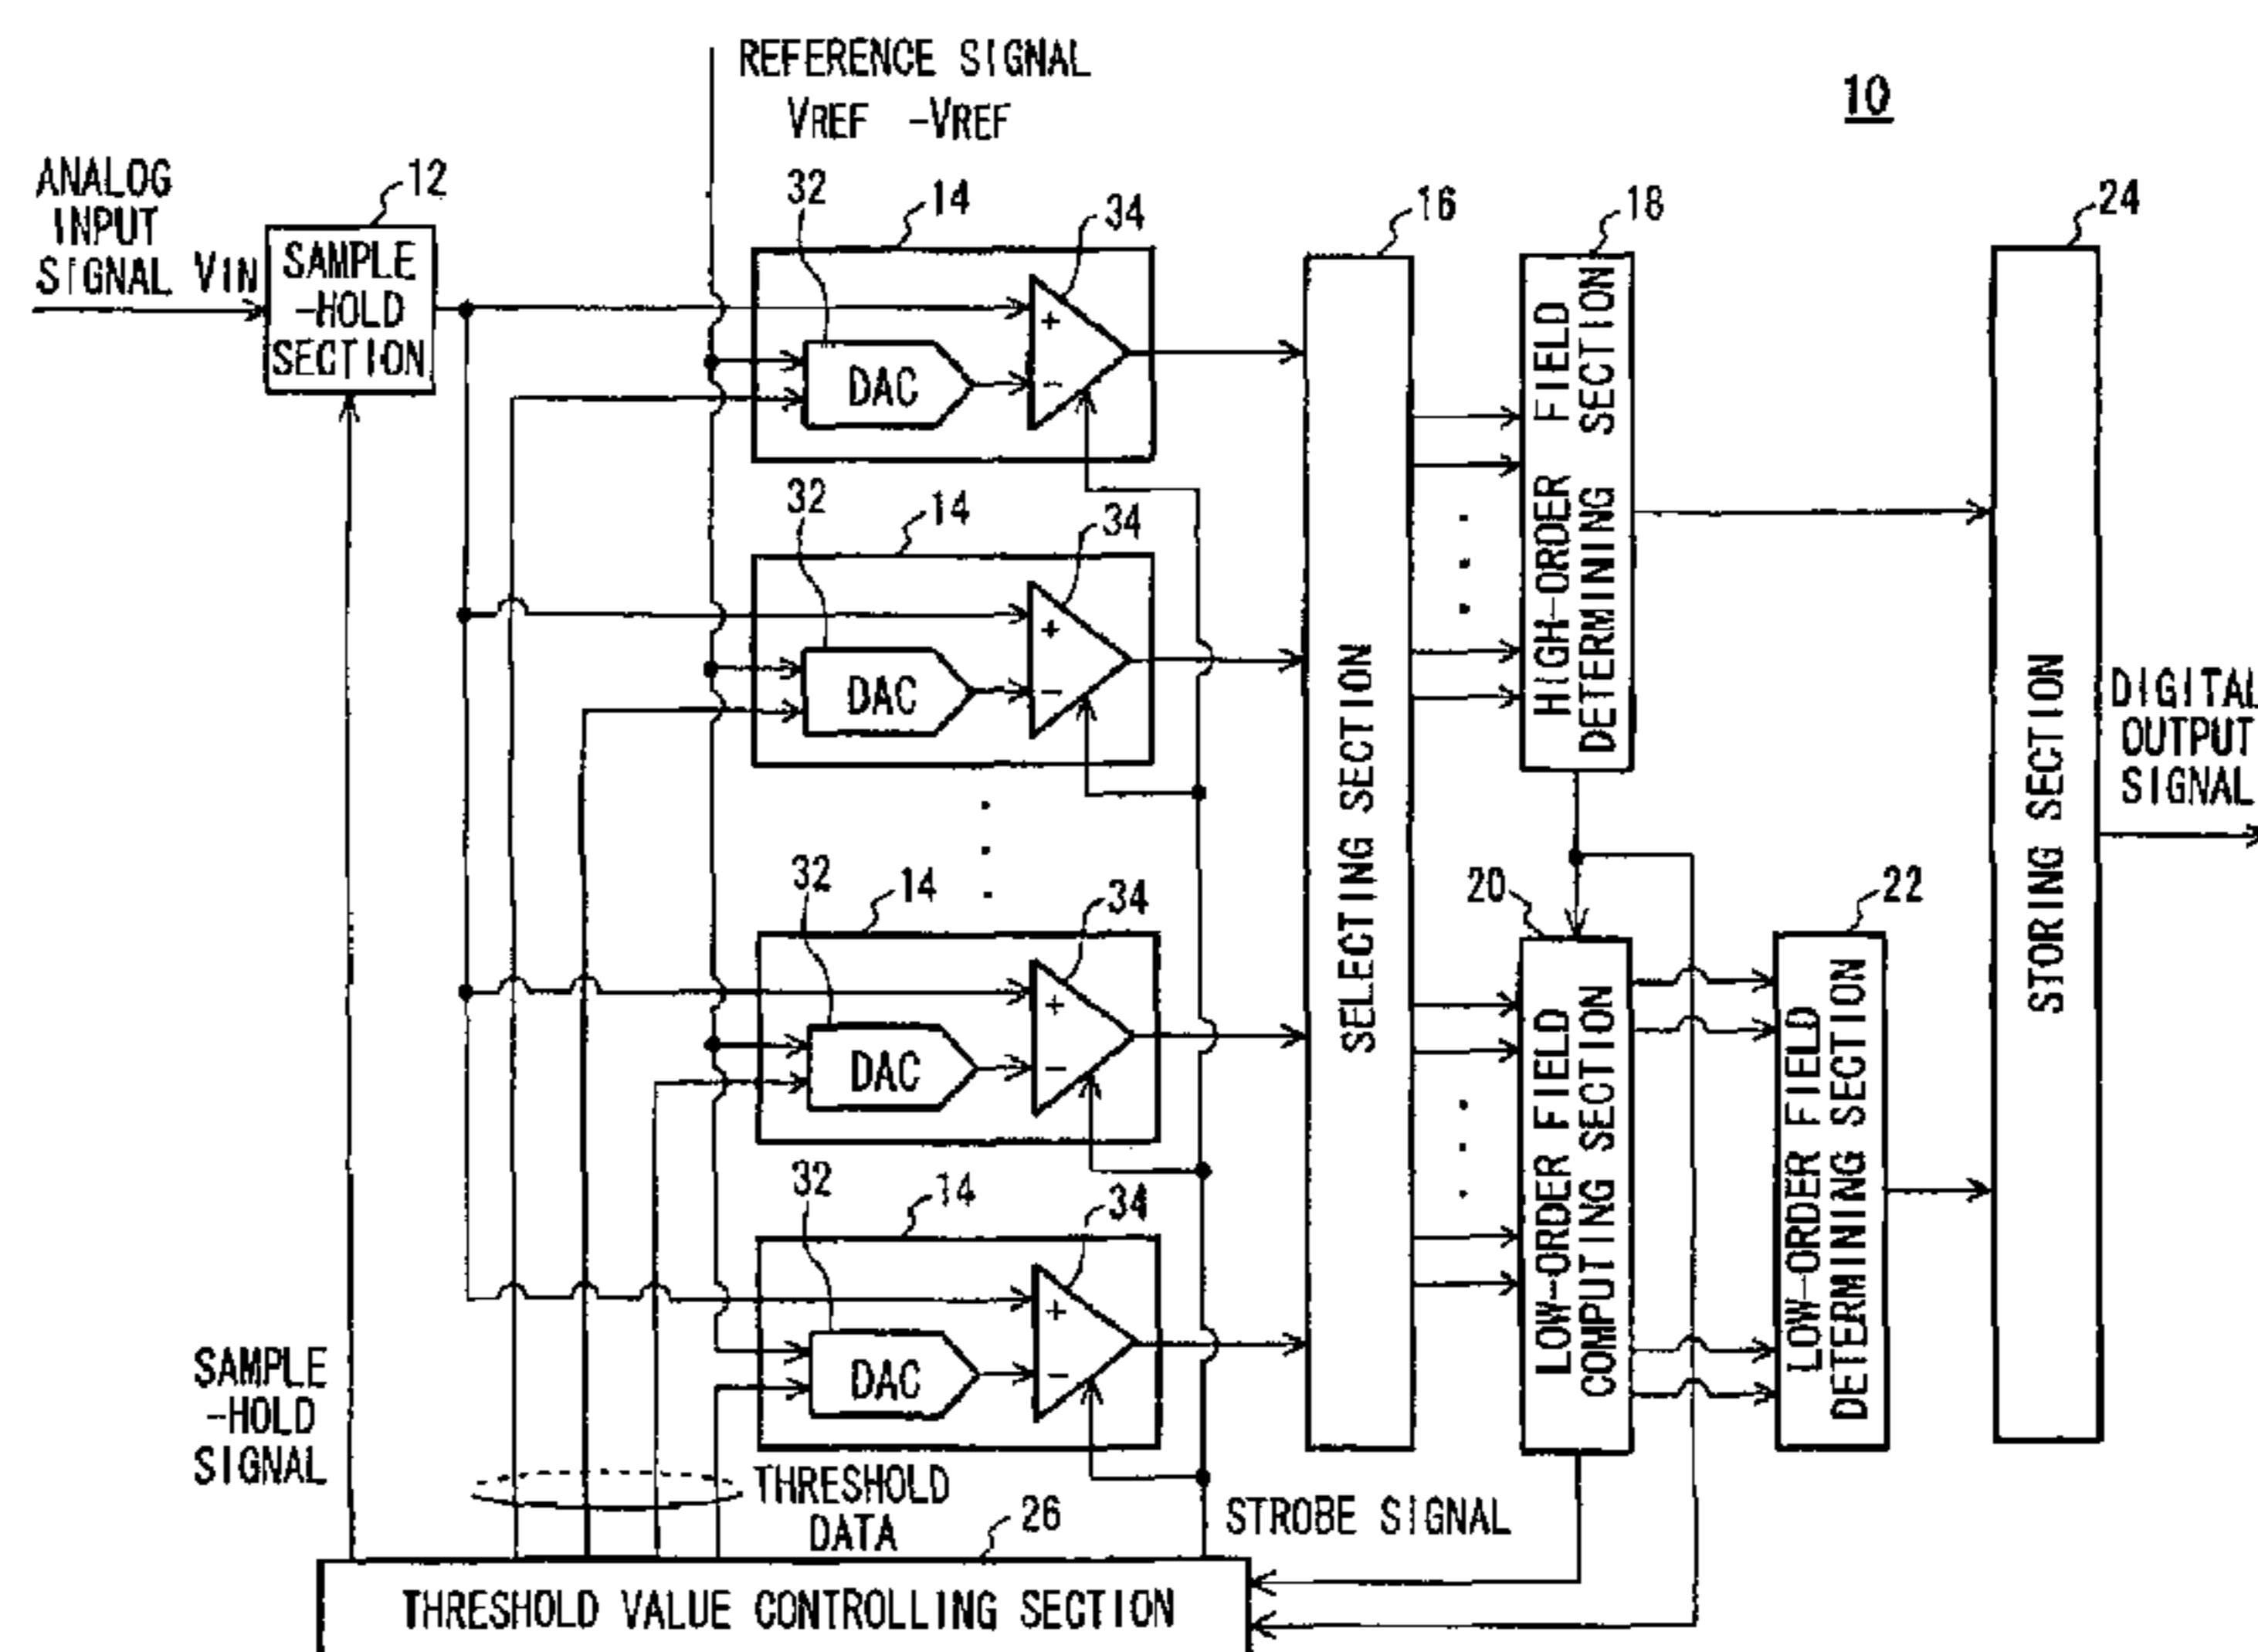 REFERENCE SIGNAL
VREF -VREF
10
ANALOG
INPUT
SIGNAL VIN
12
SAMPLE
-HOLD
SECTION
32
14
34
+
-
DAC
32
14
34
+
-
DAC
32
14
34
+
-
DAC
32
14
34
+
-
DAC
16
SELECTING SECTION
18
HIGH-ORDER FIELD
DETERMINING SECTION
20
LOW-ORDER FIELD
COMPUTING SECTION
22
LOW-ORDER FIELD
DETERMINING SECTION
24
STORING SECTION
DIGITAL
OUTPUT
SIGNAL
SAMPLE
-HOLD
SIGNAL
THRESHOLD
DATA
26
STROBE SIGNAL
THRESHOLD VALUE CONTROLLING SECTION